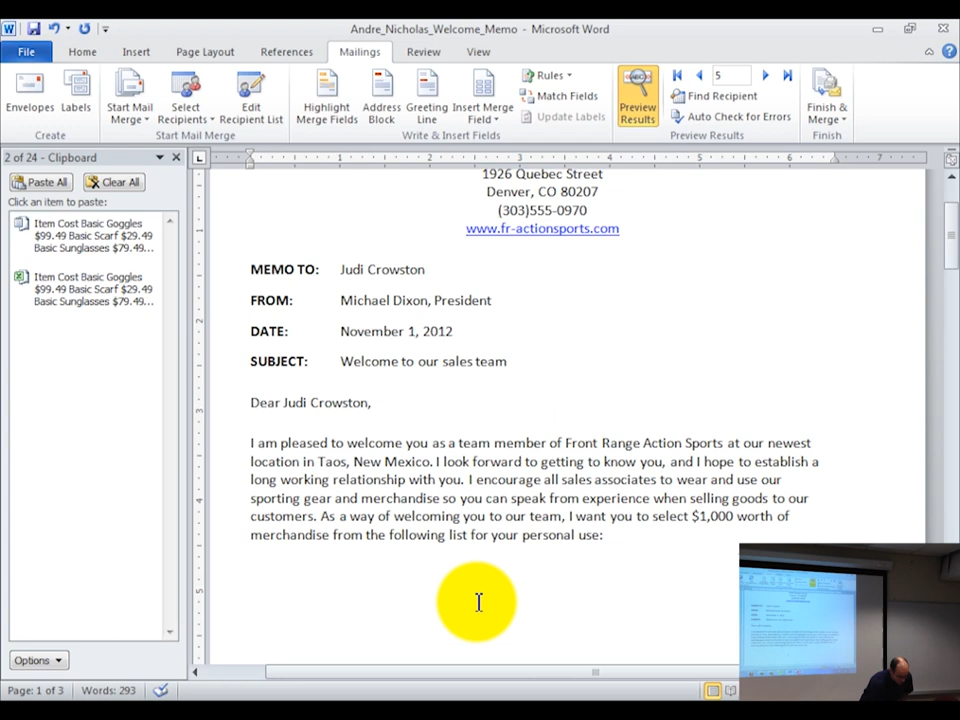 Andre_Nicholas_Welcome_Memo - Microsoft Word
File Home Insert Page Layout References Mailings Review View
Envelopes Labels Start Mail Merge Select Recipients Edit Recipient List Highlight Merge Fields Address Block Greeting Line Insert Merge Field Rules Match Fields Update Labels Preview Results 5 Find Recipient Auto Check for Errors Finish & Merge
Create Start Mail Merge Write & Insert Fields Preview Results Finish
2 of 24 - Clipboard
Paste All Clear All
Click an item to paste:
Item Cost Basic Goggles
$99.49 Basic Scarf $29.49
Basic Sunglasses $79.49...
Item Cost Basic Goggles
$99.49 Basic Scarf $29.49
Basic Sunglasses $79.49...
Options
1 2 3 4 5 6 7
1926 Quebec Street
Denver, CO 80207
(303)555-0970
www.fr-actionsports.com
MEMO TO: Judi Crowston
FROM: Michael Dixon, President
DATE: November 1, 2012
SUBJECT: Welcome to our sales team
Dear Judi Crowston,
I am pleased to welcome you as a team member of Front Range Action Sports at our newest
location in Taos, New Mexico. I look forward to getting to know you, and I hope to establish a
long working relationship with you. I encourage all sales associates to wear and use our
sporting gear and merchandise so you can speak from experience when selling goods to our
customers. As a way of welcoming you to our team, I want you to select $1,000 worth of
merchandise from the following list for your personal use:
Page: 1 of 3 Words: 293